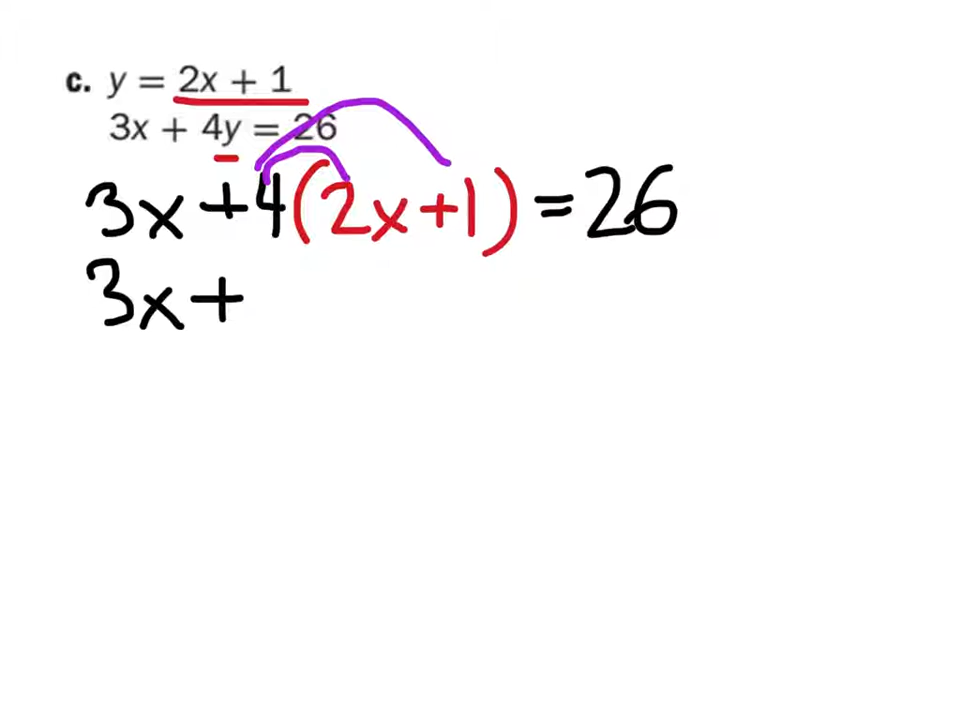 c. y = 2x + 1
3x + 4y = 26
3x + 4(2x + 1) = 26
3x +